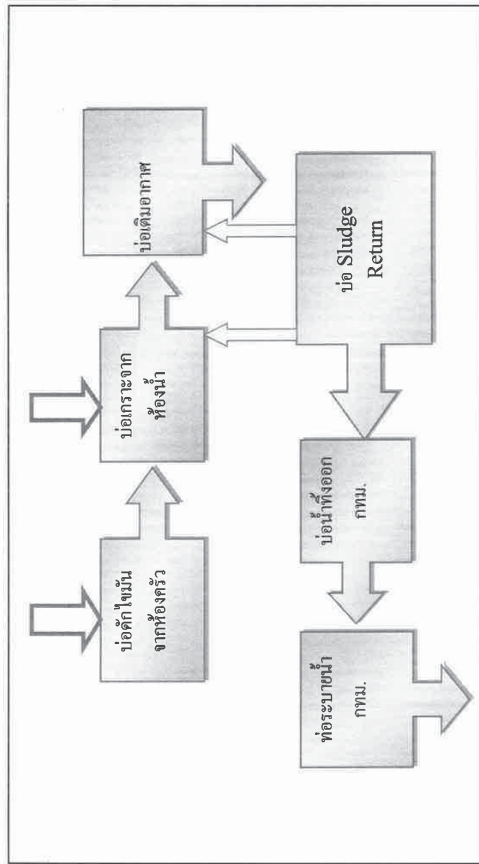 บ่อดักไขมัน
จากห้องครัว
บ่อเกราะจาก
ห้องน้ำ
บ่อเติมอากาศ
บ่อ Sludge
Return
บ่อน้ำทิ้งออก
กทม.
ท่อระบายน้ำ
กทม.